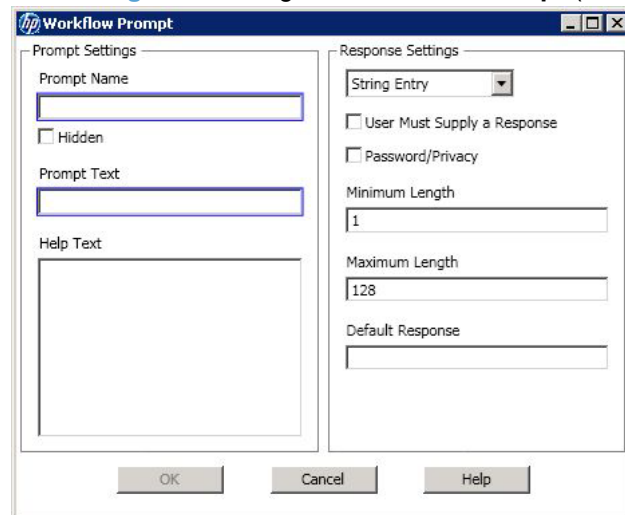 hp Workflow Prompt
Prompt Settings
Prompt Name
Hidden
Prompt Text
Help Text
Response Settings
String Entry
User Must Supply a Response
Password/Privacy
Minimum Length
1
Maximum Length
128
Default Response
OK Cancel Help